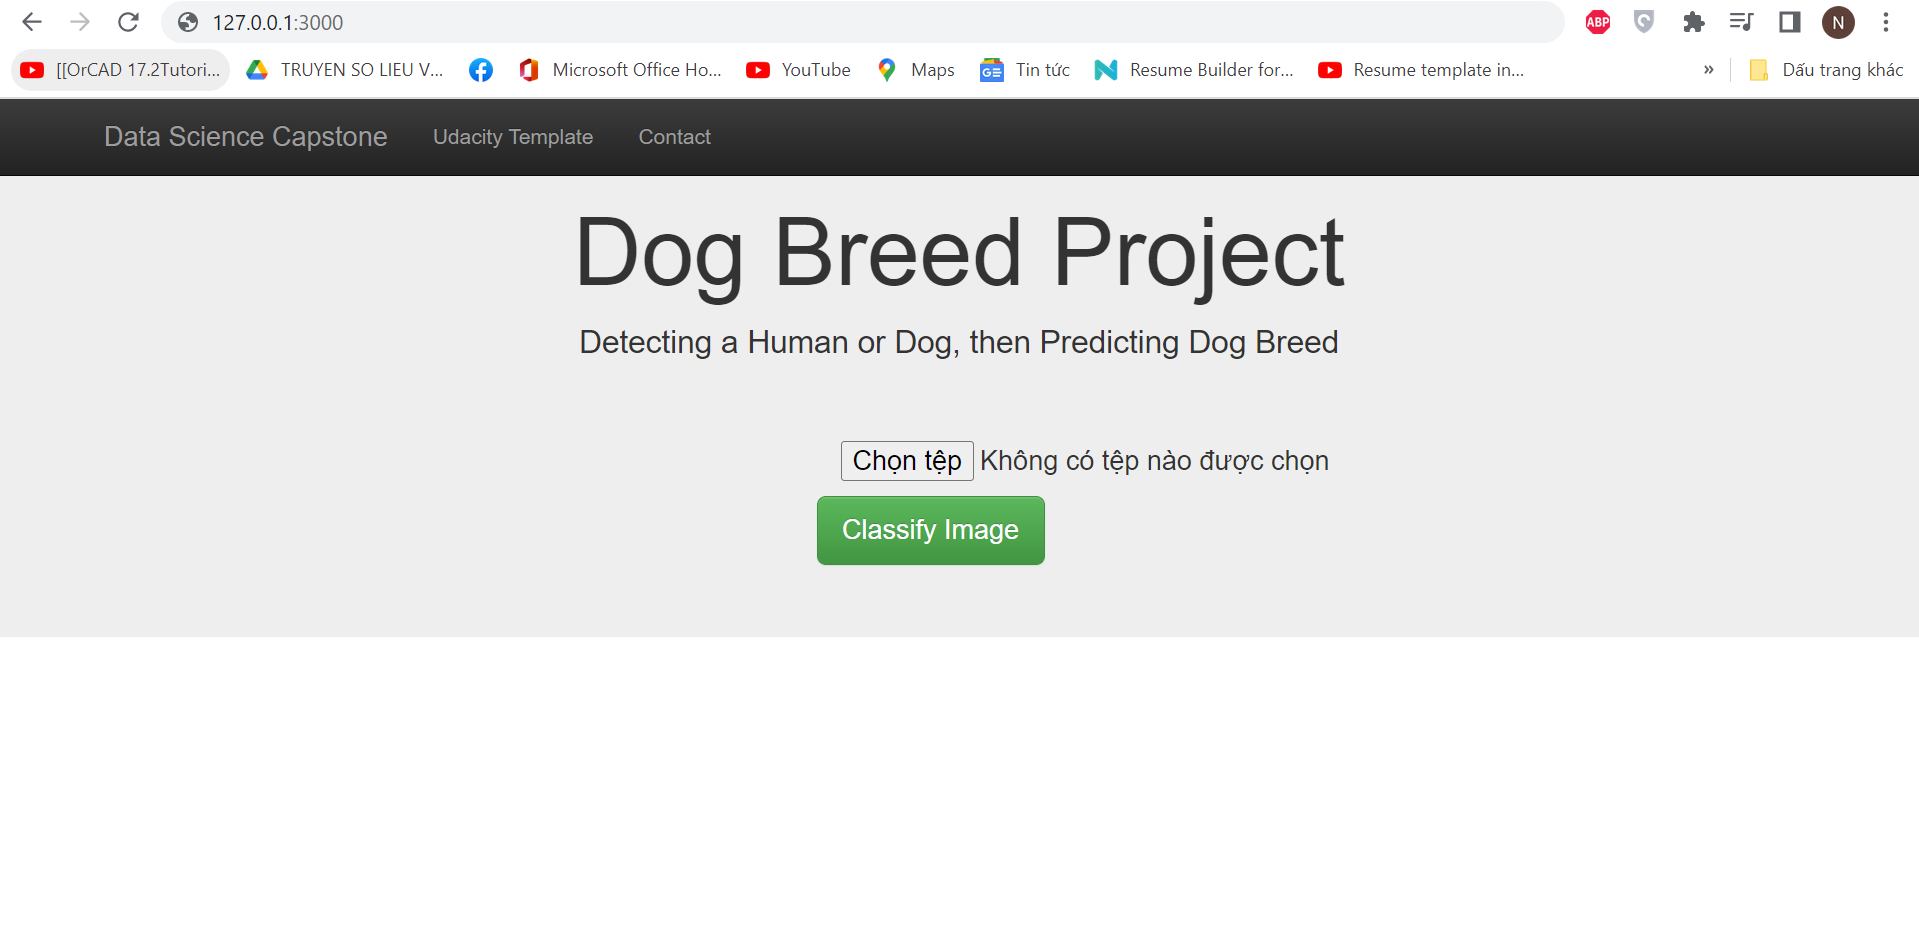 127.0.0.1:3000
ABP
N
[[OrCAD 17.2Tutori... TRUYEN SO LIEU V... Microsoft Office Ho... YouTube Maps GE Tin tức Resume Builder for... Resume template in... » Dấu trang khác
Data Science Capstone Udacity Template Contact
Dog Breed Project
Detecting a Human or Dog, then Predicting Dog Breed
Chọn tệp Không có tệp nào được chọn
Classify Image